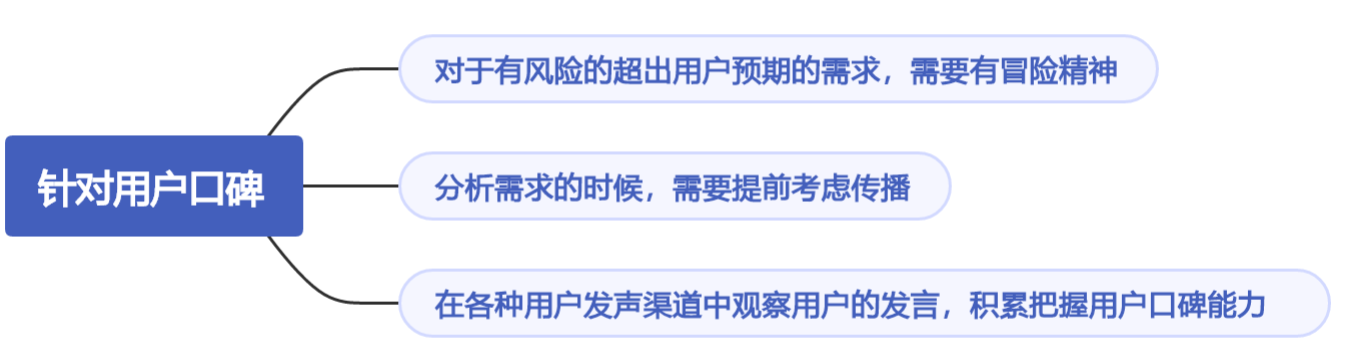 针对用户口碑
对于有风险的超出用户预期的需求，需要有冒险精神
分析需求的时候，需要提前考虑传播
在各种用户发声渠道中观察用户的发言，积累把握用户口碑能力